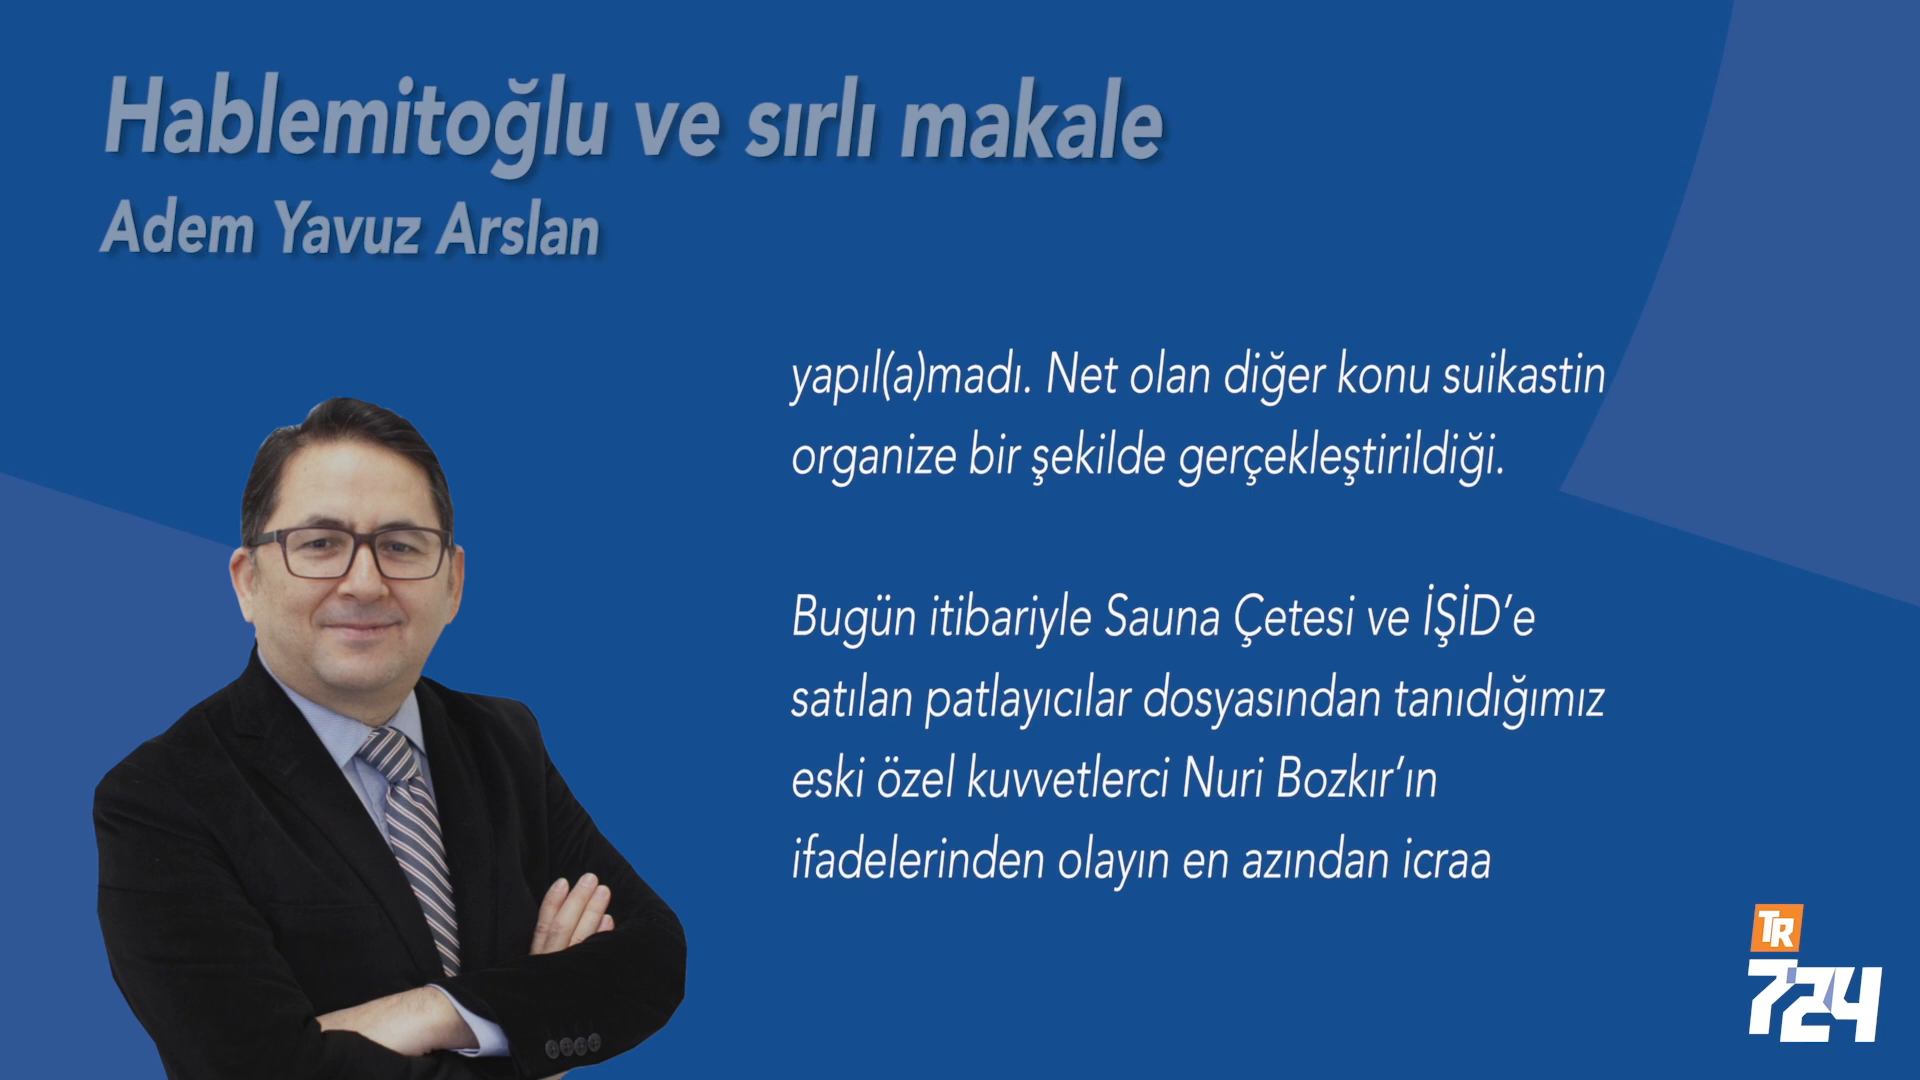 Hablemitoğlu ve sırlı makale
Adem Yavuz Arslan
yapıl(a)madı. Net olan diğer konu suikastin
organize bir şekilde gerçekleştirildiği.
Bugün itibariyle Sauna Çetesi ve İŞİD’e
satılan patlayıcılar dosyasından tanıdığımız
eski özel kuvvetlerci Nuri Bozkır’ın
ifadelerinden olayın en azından icraa
TR
724